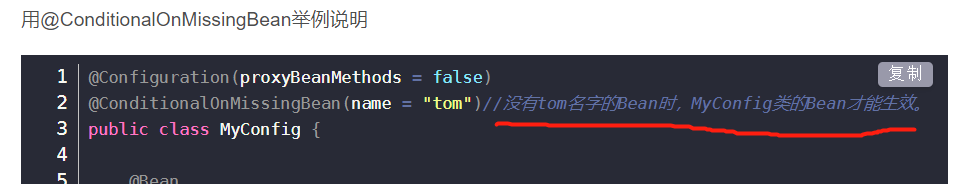 用@ConditionalOnMissingBean举例说明
复制
1 @Configuration(proxyBeanMethods = false)
2 @ConditionalOnMissingBean(name = "tom")//没有tom名字的Bean时，MyConfig类的Bean才能生效。
3 public class MyConfig {
4
5 @Bean